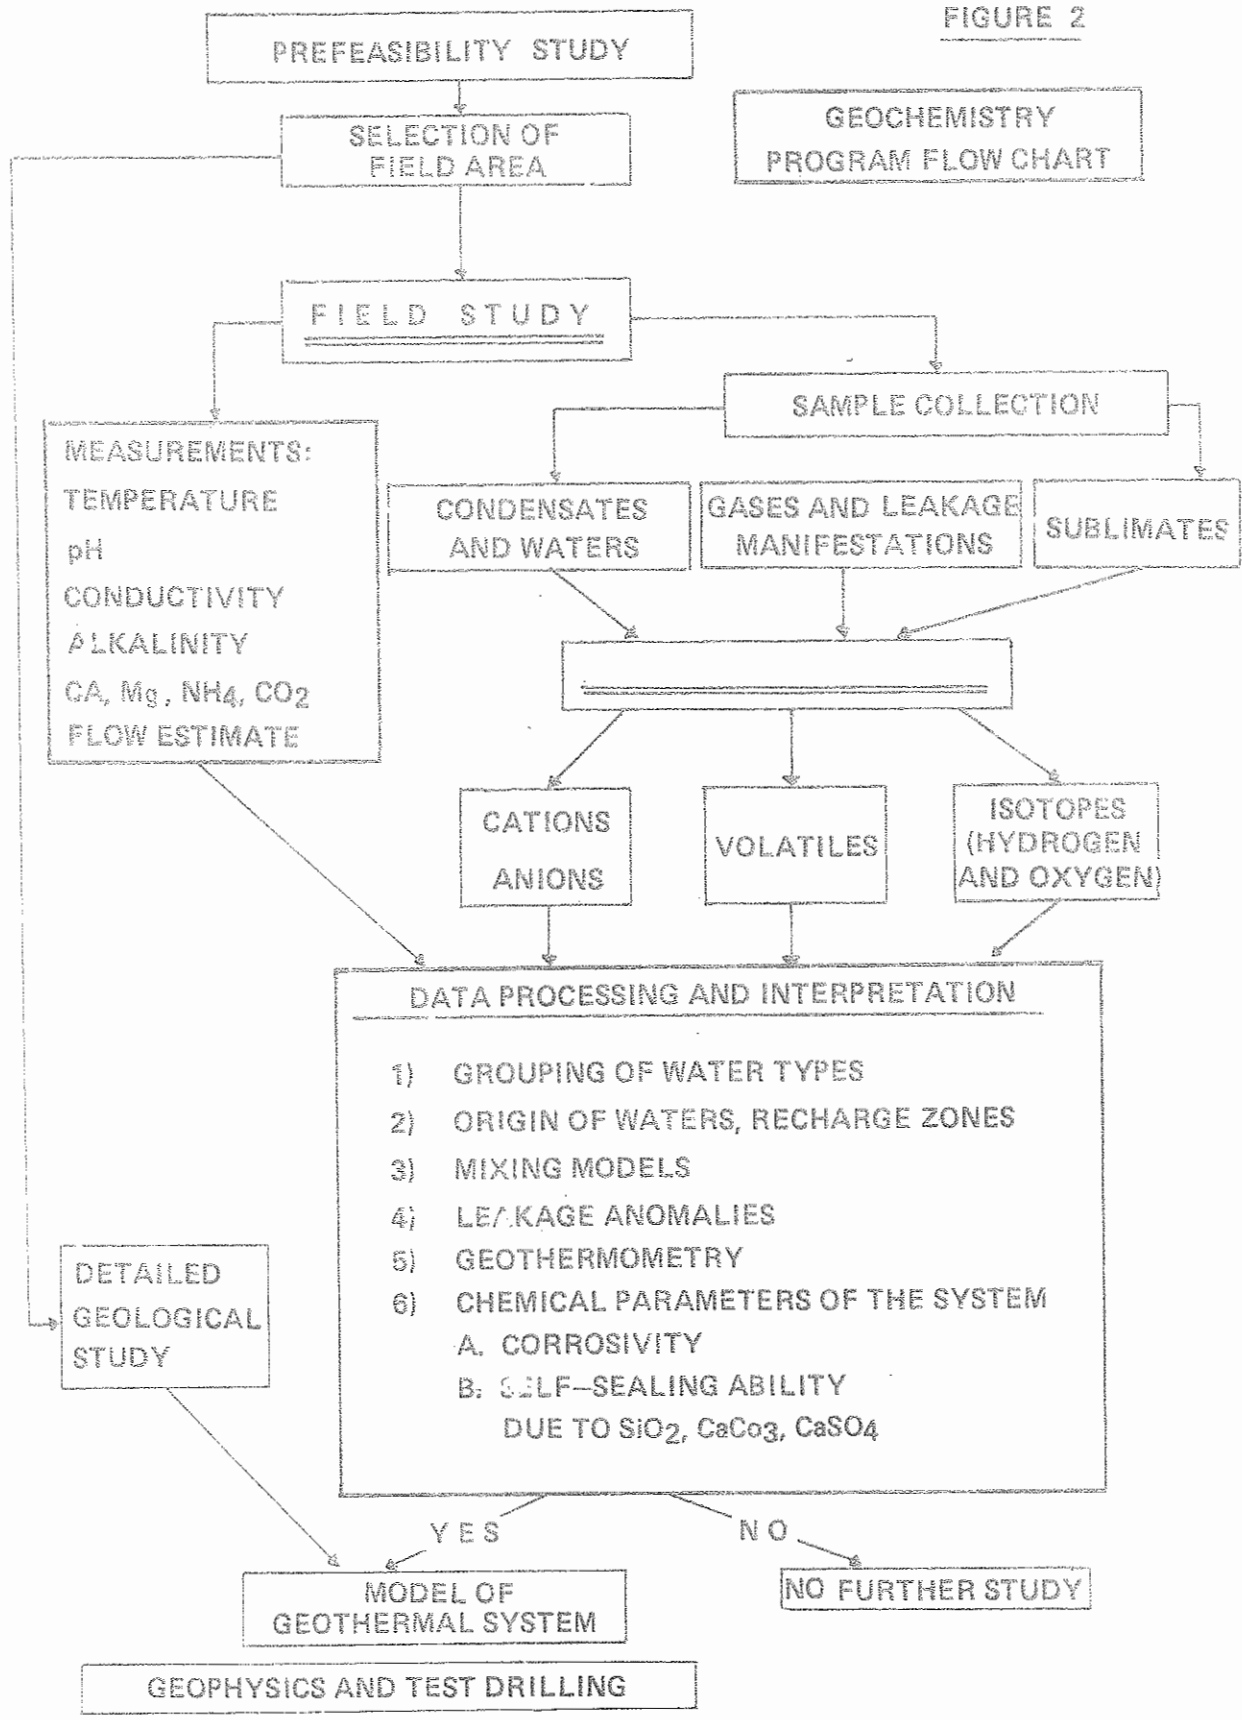 FIGURE 2
PREFEASIBILITY STUDY
GEOCHEMISTRY
PROGRAM FLOW CHART
SELECTION OF
FIELD AREA
FIELD STUDY
SAMPLE COLLECTION
MEASUREMENTS:
TEMPERATURE
pH
CONDUCTIVITY
ALKALINITY
CA, Mg, NH4, CO2
FLOW ESTIMATE
CONDENSATES
AND WATERS
GASES AND LEAKAGE
MANIFESTATIONS
SUBLIMATES
CATIONS
ANIONS
VOLATILES
ISOTOPES
(HYDROGEN
AND OXYGEN)
DATA PROCESSING AND INTERPRETATION
1) GROUPING OF WATER TYPES
2) ORIGIN OF WATERS, RECHARGE ZONES
3) MIXING MODELS
4) LEAKAGE ANOMALIES
5) GEOTHERMOMETRY
6) CHEMICAL PARAMETERS OF THE SYSTEM
A. CORROSIVITY
B. SELF-SEALING ABILITY
DUE TO SiO2, CaCo3, CaSO4
DETAILED
GEOLOGICAL
STUDY
YES
NO
MODEL OF
GEOTHERMAL SYSTEM
NO FURTHER STUDY
GEOPHYSICS AND TEST DRILLING